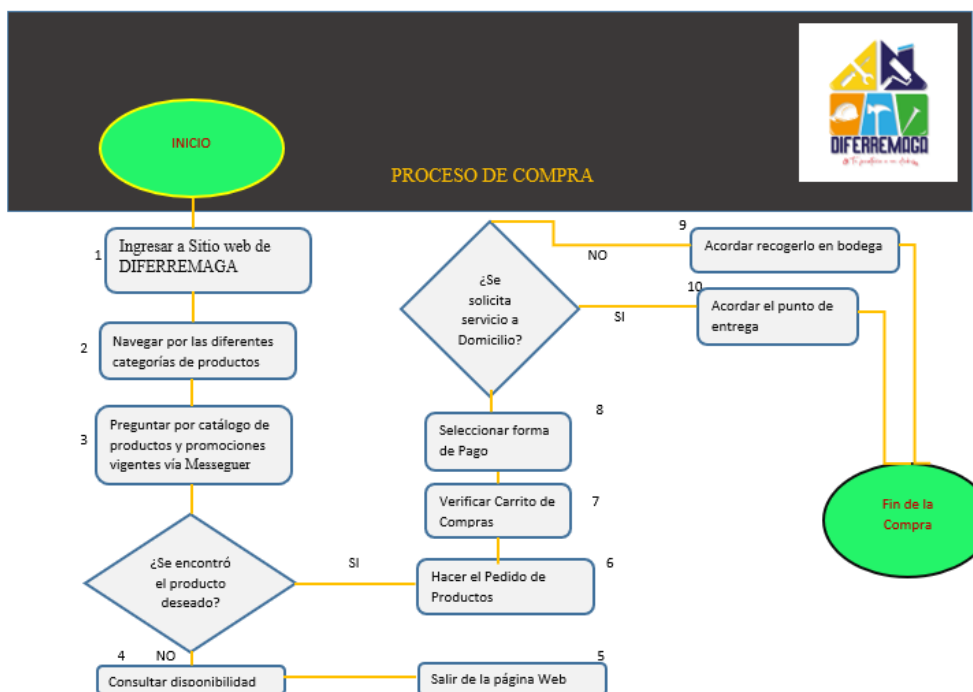 INICIO
PROCESO DE COMPRA
DIFERREMAGA
1
Ingresar a Sitio web de
DIFERREMAGA
2
Navegar por las diferentes
categorías de productos
3
Preguntar por catálogo de
productos y promociones
vigentes vía Messeguer
¿Se encontró
el producto
deseado?
SI
NO
4
Consultar disponibilidad
5
Salir de la página Web
6
Hacer el Pedido de
Productos
7
Verificar Carrito de
Compras
8
Seleccionar forma
de Pago
¿Se
solicita
servicio a
Domicilio?
NO
9
Acordar recogerlo en bodega
SI
10
Acordar el punto de
entrega
Fin de la
Compra